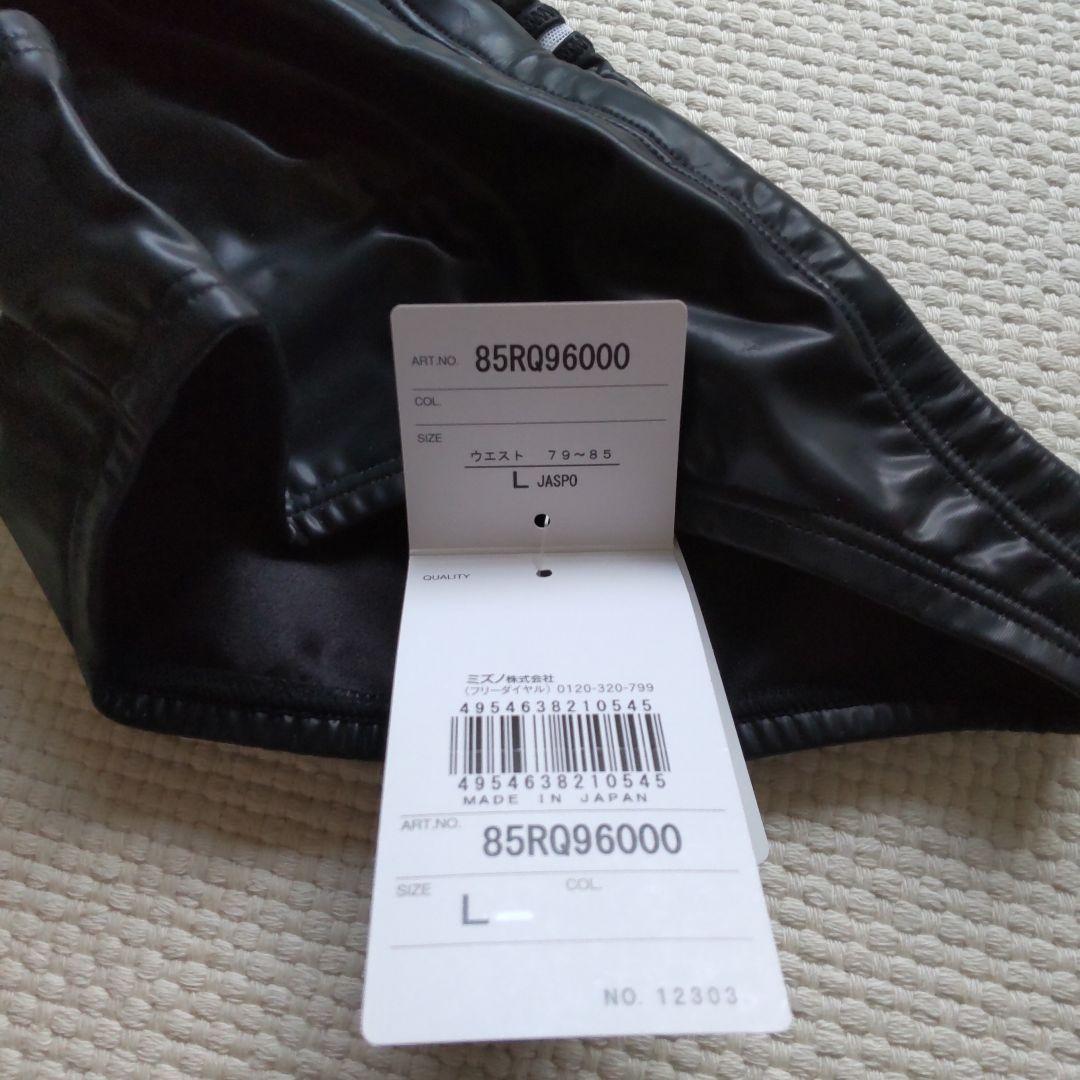 ART.NO. 85RQ96000
COL.
SIZE
ウエスト 79～85
L JASPO
QUALITY
ミズノ株式会社
(フリーダイヤル) 0120-320-799
4954638210545
4954638210545
MADE IN JAPAN
ART.NO.
85RQ96000
SIZE COL.
L
NO. 12303